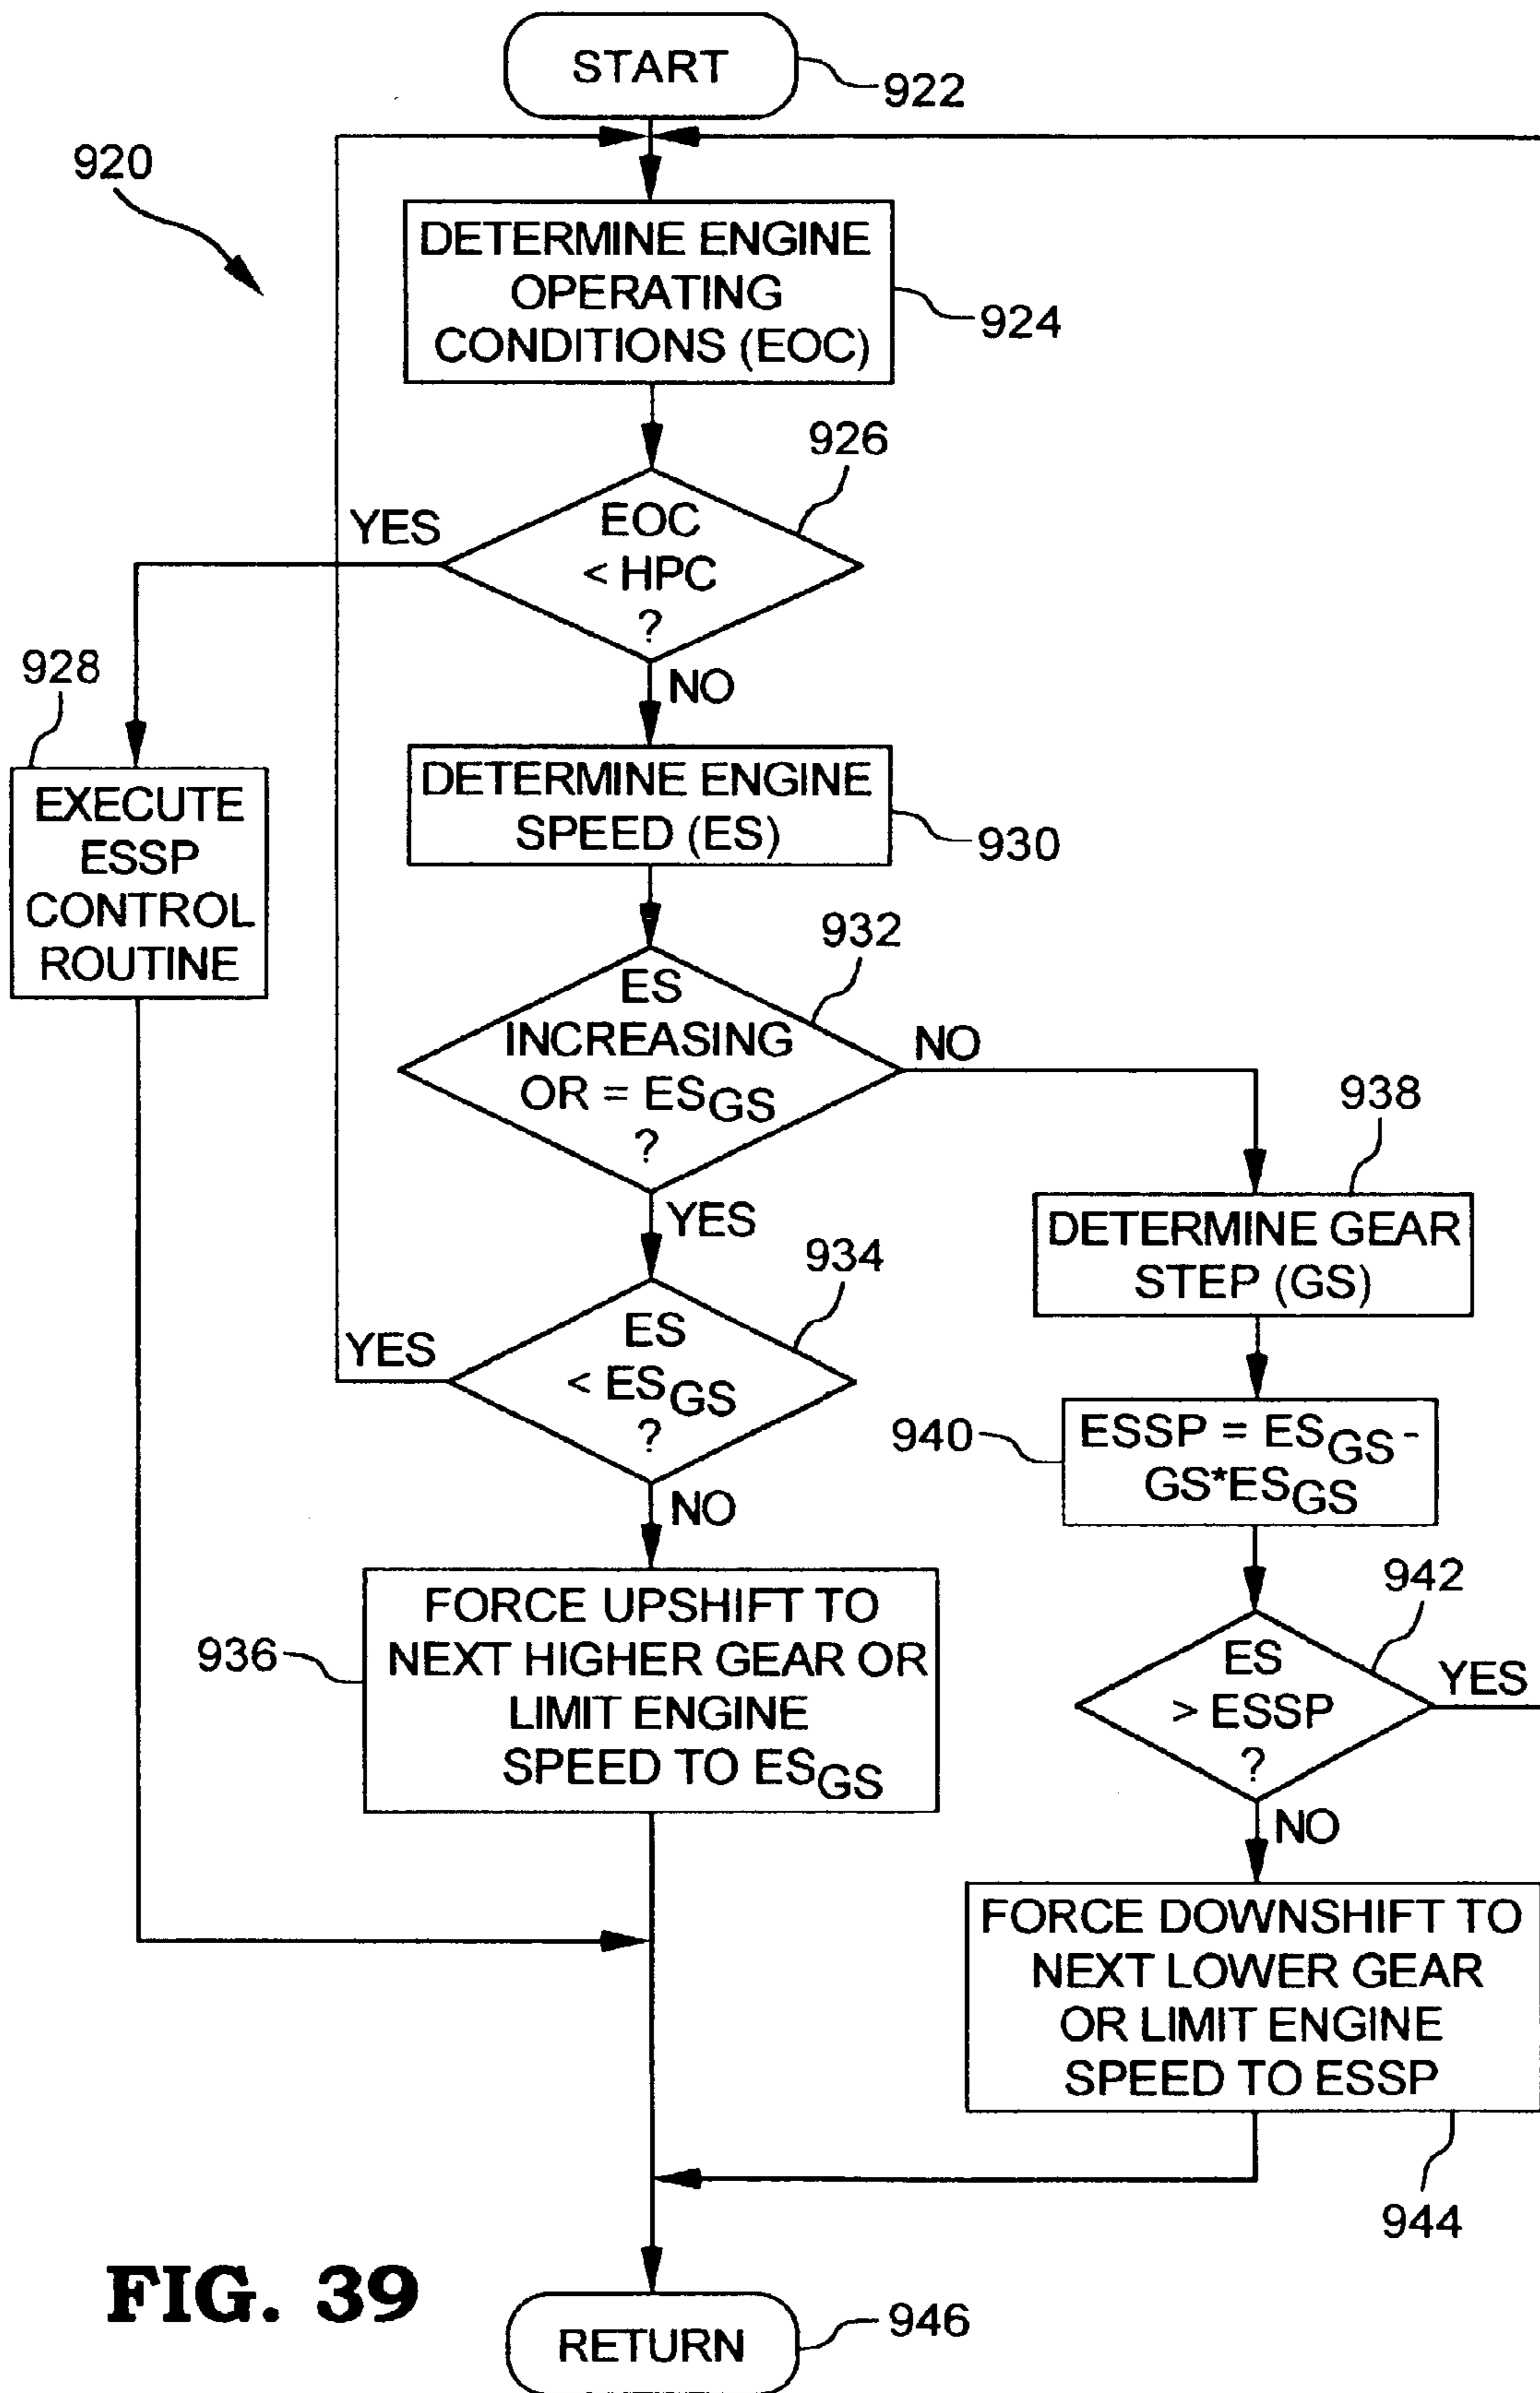 START
922
920
DETERMINE ENGINE
OPERATING
CONDITIONS (EOC)
924
926
EOC
< HPC
?
YES
NO
928
EXECUTE
ESSP
CONTROL
ROUTINE
DETERMINE ENGINE
SPEED (ES)
930
932
ES
INCREASING
OR = ESGS
?
NO
YES
938
DETERMINE GEAR
STEP (GS)
934
ES
< ESGS
?
YES
NO
940
ESSP = ESGS -
GS*ESGS
936
FORCE UPSHIFT TO
NEXT HIGHER GEAR OR
LIMIT ENGINE
SPEED TO ESGS
942
ES
> ESSP
?
YES
NO
FORCE DOWNSHIFT TO
NEXT LOWER GEAR
OR LIMIT ENGINE
SPEED TO ESSP
944
FIG. 39
RETURN
946